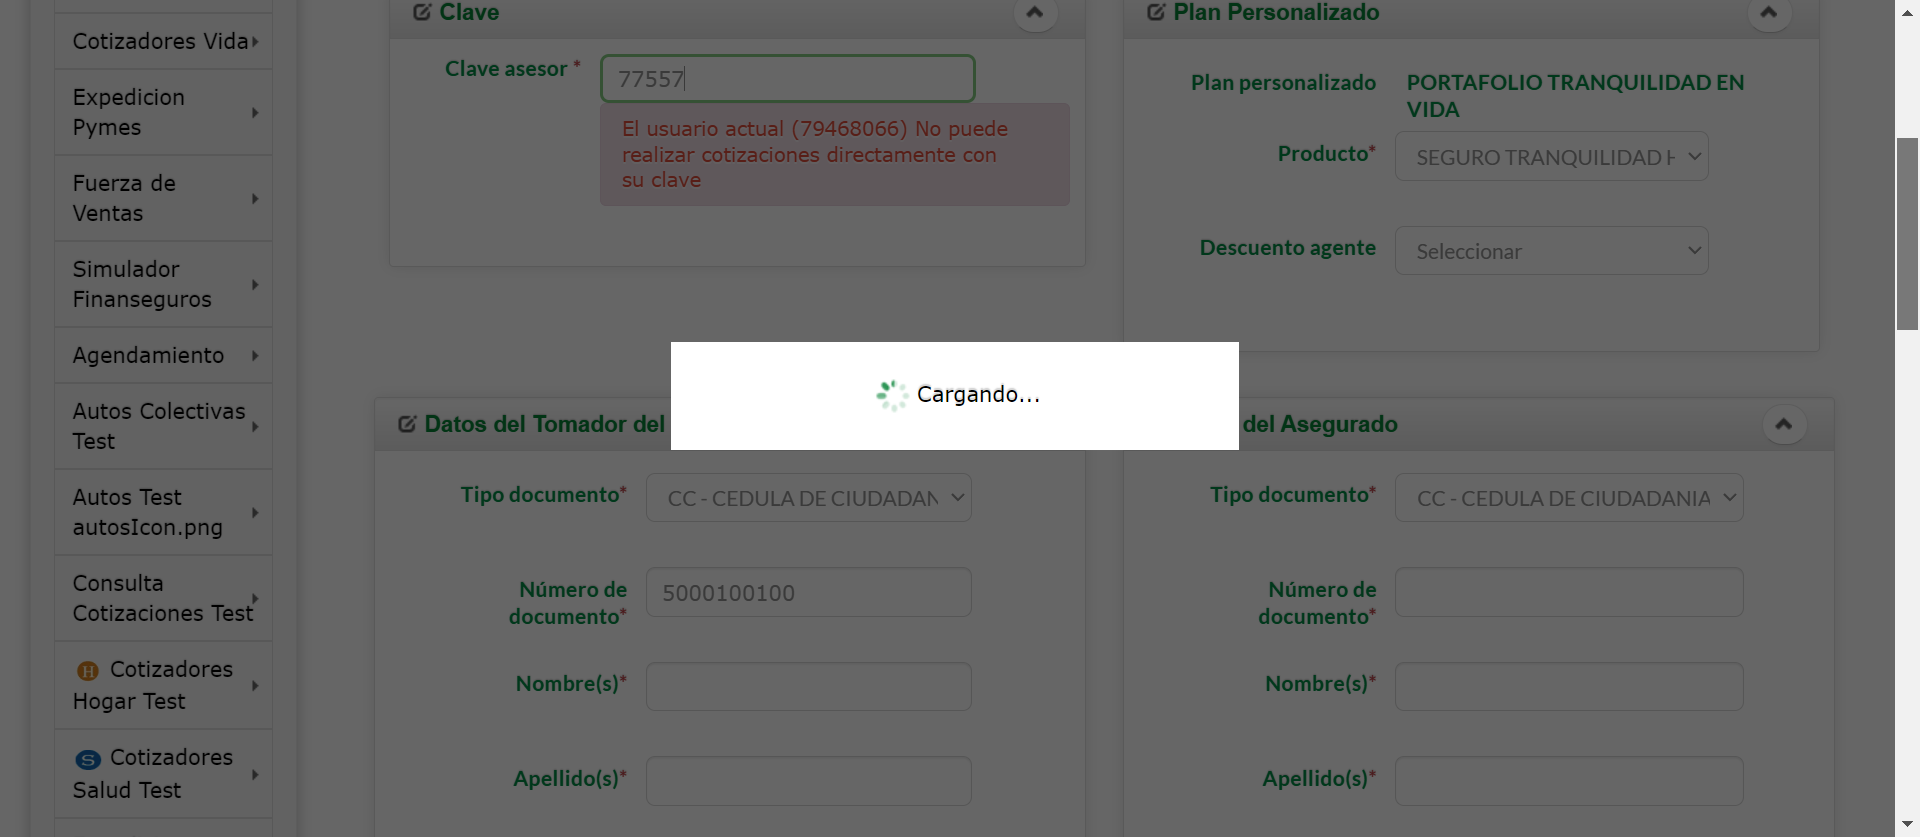 Cotizadores Vida
Expedicion
Pymes
Fuerza de
Ventas
Simulador
Finanseguros
Agendamiento
Autos Colectivas
Test
Autos Test
autosIcon.png
Consulta
Cotizaciones Test
H Cotizadores
Hogar Test
S Cotizadores
Salud Test
Clave
Clave asesor *
77557
El usuario actual (79468066) No puede
realizar cotizaciones directamente con
su clave
Plan Personalizado
Plan personalizado
PORTAFOLIO TRANQUILIDAD EN
VIDA
Producto*
SEGURO TRANQUILIDAD H
Descuento agente
Seleccionar
Cargando...
Datos del Tomador del
Tipo documento*
CC - CEDULA DE CIUDADAN
Número de
documento*
5000100100
Nombre(s)*
Apellido(s)*
del Asegurado
Tipo documento*
CC - CEDULA DE CIUDADANIA
Número de
documento*
Nombre(s)*
Apellido(s)*